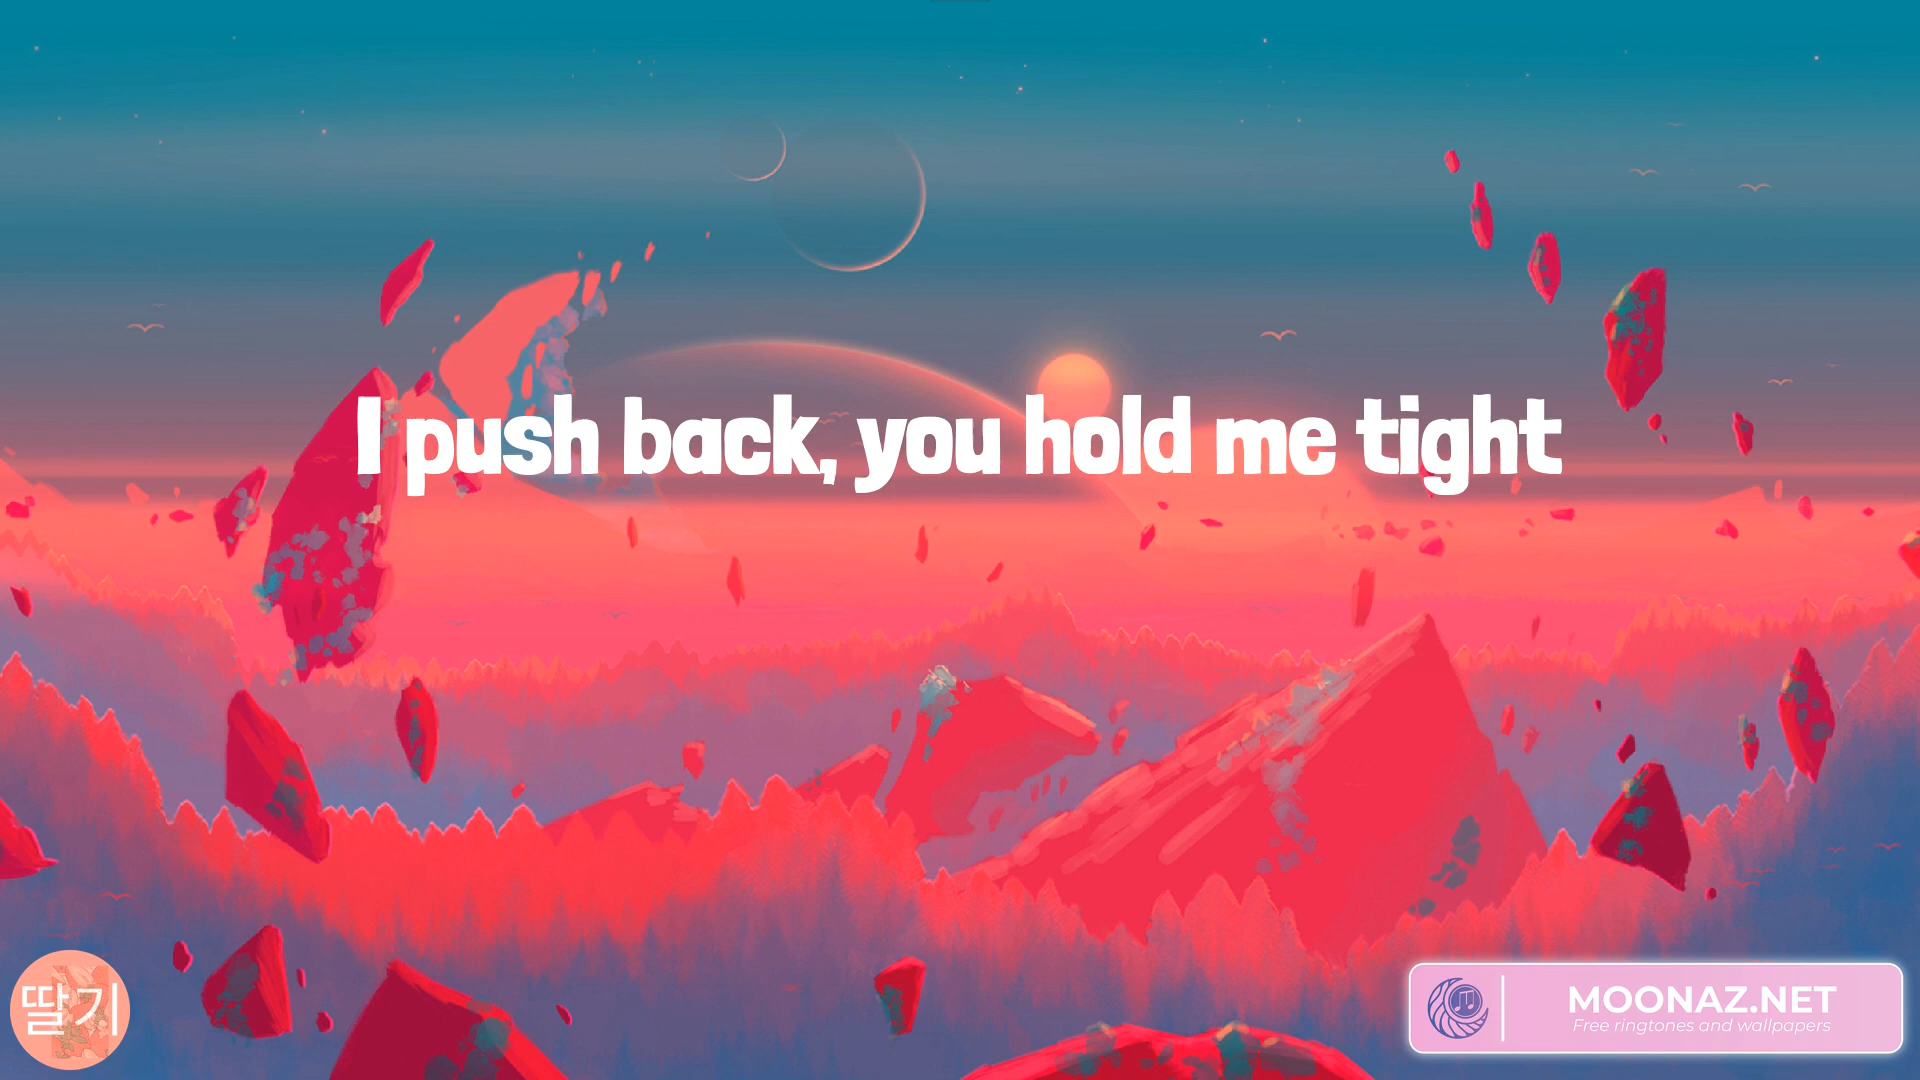 I push back, you hold me tight
딸기
MOONAZ.NET
Free ringtones and wallpapers